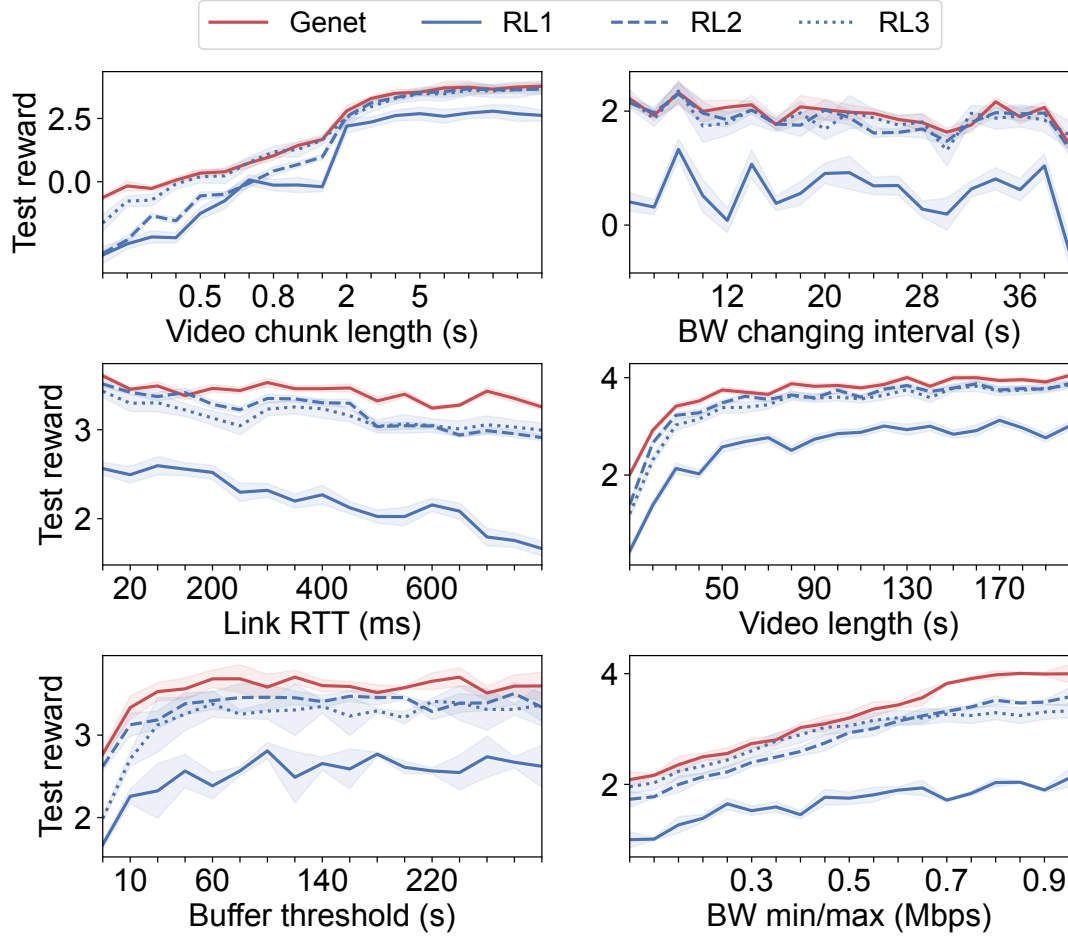 Genet RL1 RL2 RL3
Test reward
2.5
0.0
0.5 0.8 2 5
Video chunk length (s)
2
0
12 20 28 36
BW changing interval (s)
Test reward
3
2
20 200 400 600
Link RTT (ms)
4
2
50 90 130 170
Video length (s)
Test reward
3
2
10 60 140 220
Buffer threshold (s)
4
2
0.3 0.5 0.7 0.9
BW min/max (Mbps)